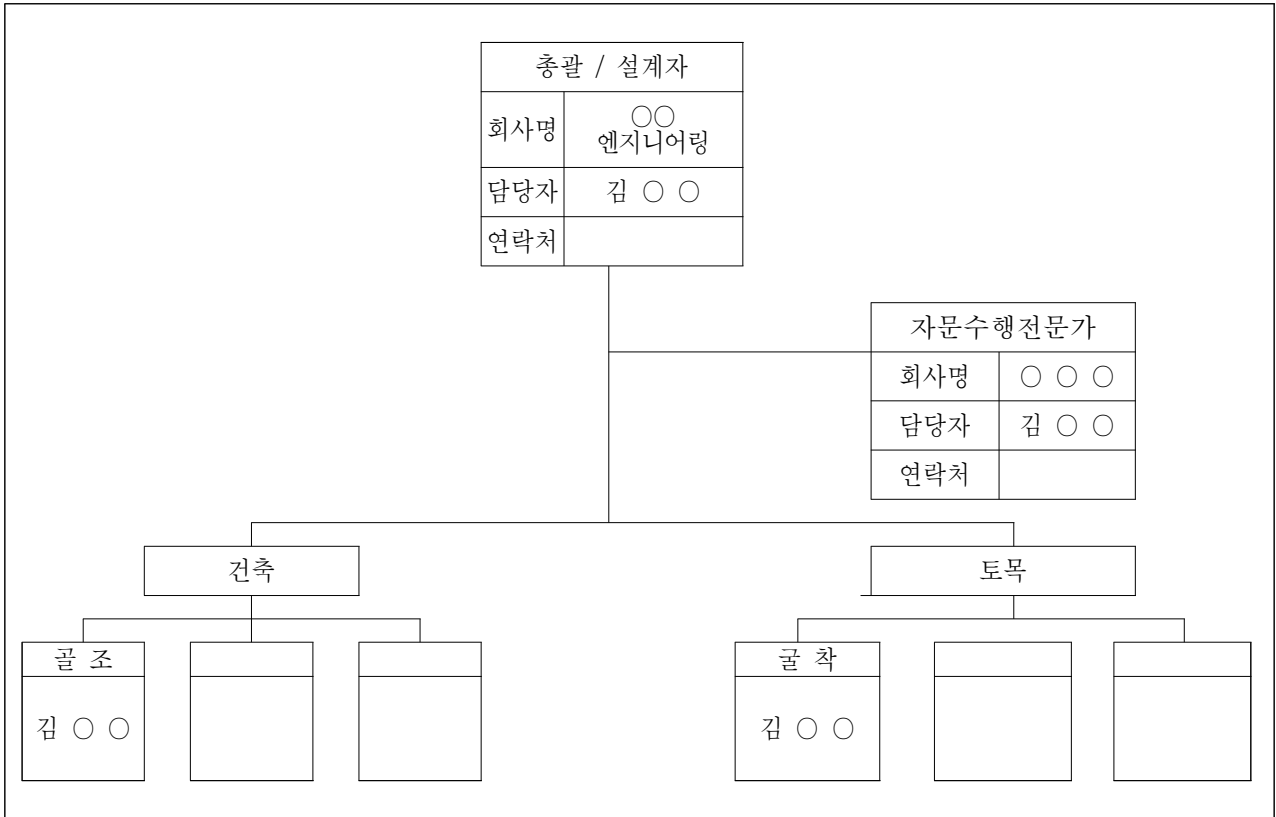 총괄 / 설계자
회사명 ○○
엔지니어링
담당자 김 ○ ○
연락처
자문수행전문가
회사명 ○ ○ ○
담당자 김 ○ ○
연락처
건축
토목
골 조
굴 착
김 ○ ○
김 ○ ○